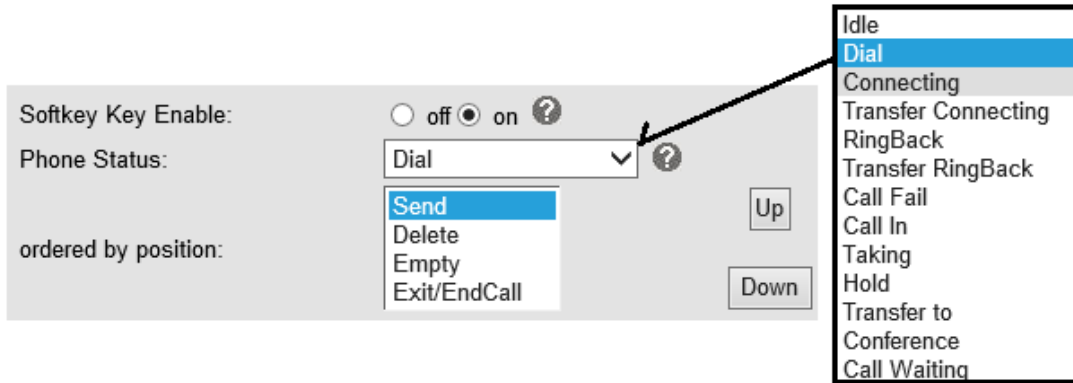 Softkey Key Enable: off on ?
Phone Status: Dial ?
ordered by position:
Send
Delete
Empty
Exit/EndCall
Up
Down
Idle
Dial
Connecting
Transfer Connecting
RingBack
Transfer RingBack
Call Fail
Call In
Taking
Hold
Transfer to
Conference
Call Waiting